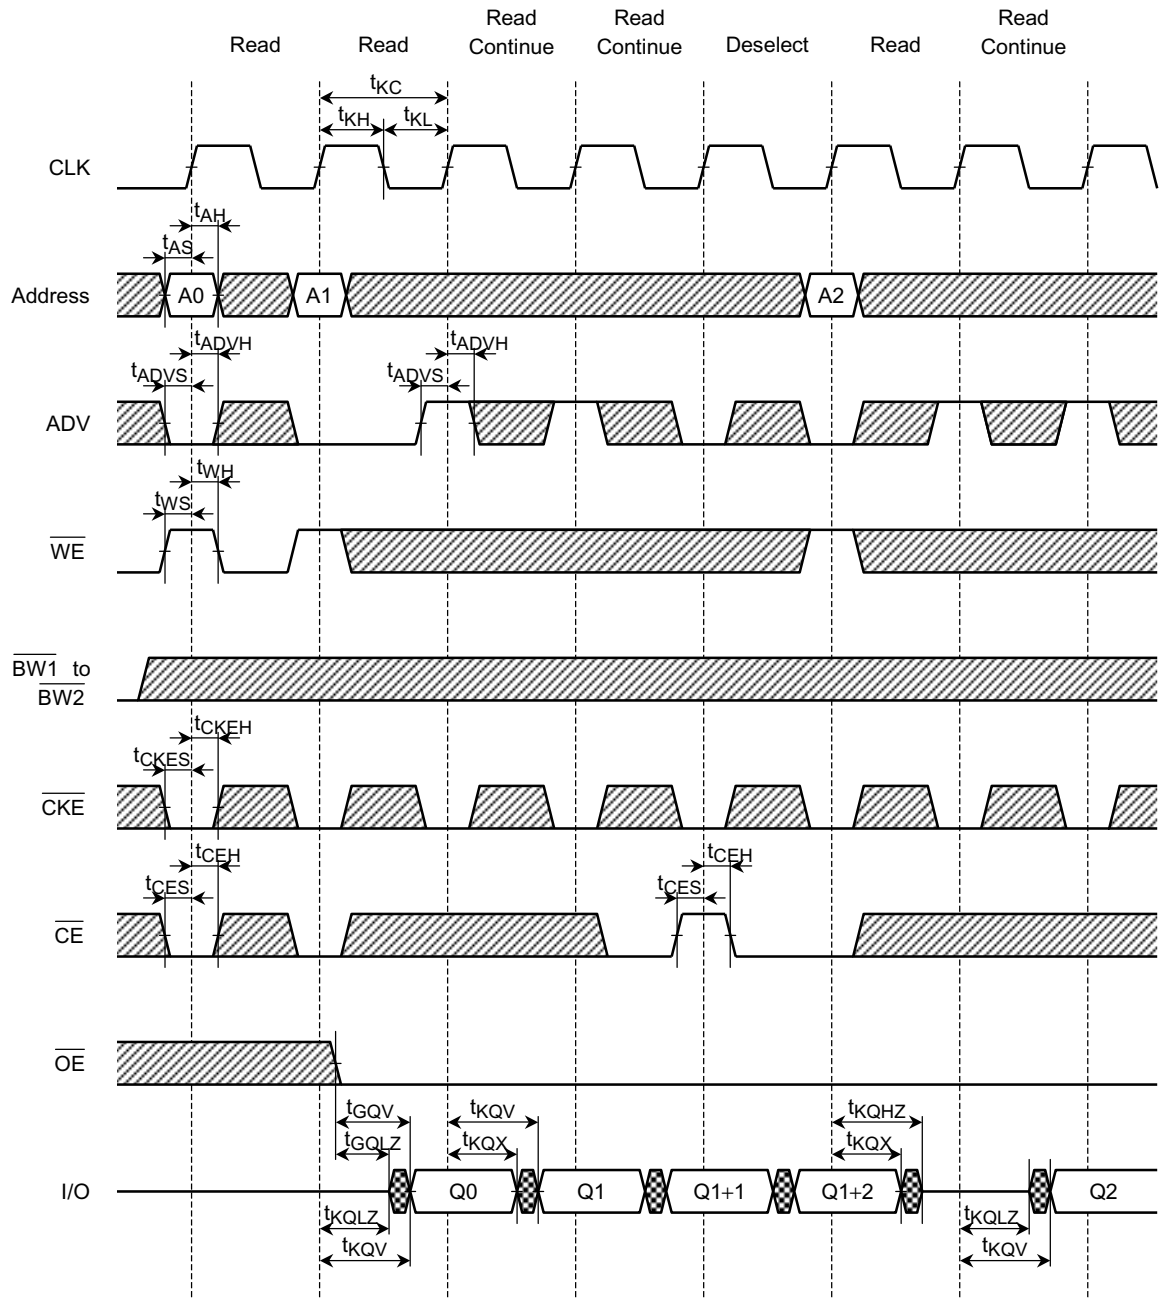 Read
Read
Read
Continue
Read
Continue
Deselect
Read
Read
Continue
tKC
tKH
tKL
CLK
tAH
tAS
Address
A0
A1
A2
tADVH
tADVS
tADVH
tADVS
ADV
tWH
tWS
WE
BW1 to
BW2
tCKEH
tCKES
CKE
tCEH
tCES
tCEH
tCES
CE
OE
tGQV
tKQV
tKQHZ
tGQLZ
tKQX
tKQX
I/O
Q0
Q1
Q1+1
Q1+2
Q2
tKQLZ
tKQLZ
tKQV
tKQV